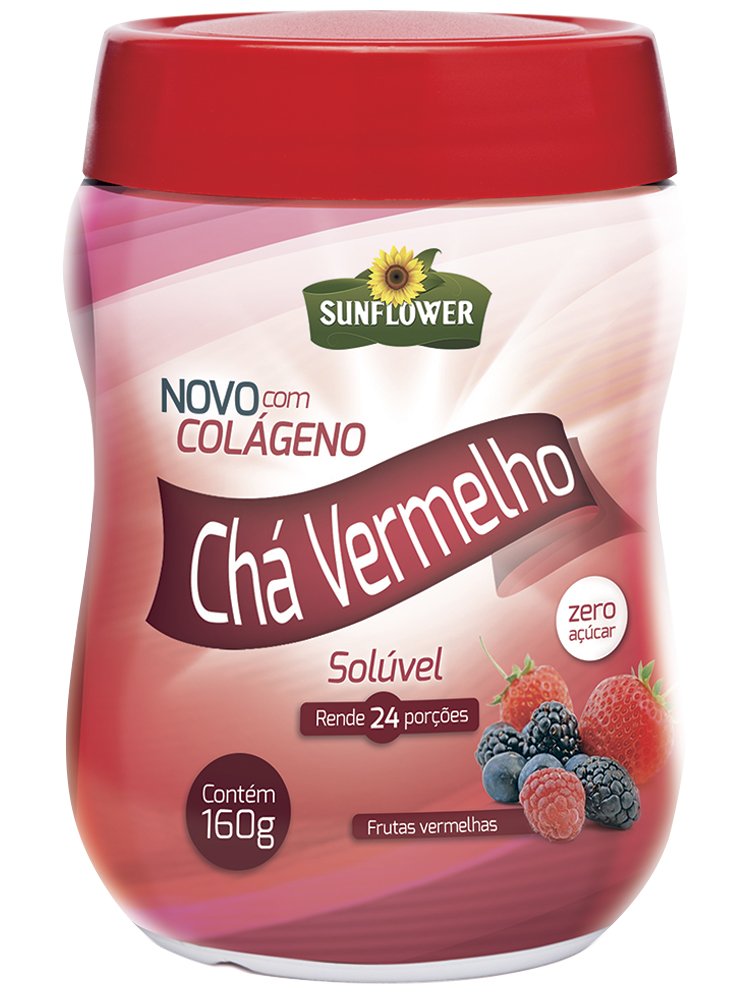 SUNFLOWER
NOVO com
COLÁGENO
Chá Vermelho
zero
açúcar
Solúvel
Rende 24 porções
Contém
160g
Frutas vermelhas